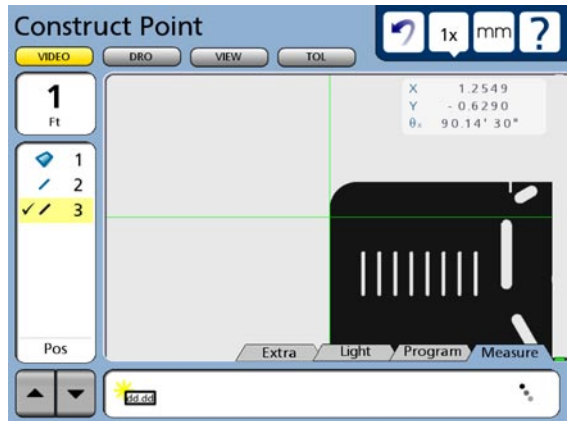 Construct Point
1x
mm
?
VIDEO
DRO
VIEW
TOL
1
Ft
X 1.2549
Y - 0.6290
θ. 90.14' 30"
1
2
3
Pos
Extra
Light
Program
Measure
dd.dd